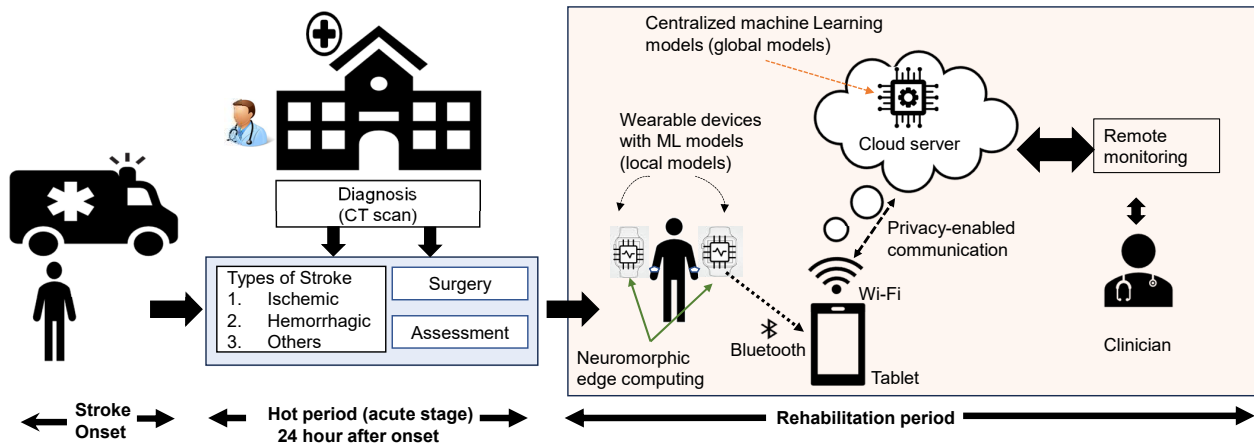 Centralized machine Learning
models (global models)
Wearable devices
with ML models
(local models)
Cloud server
Remote
monitoring
Diagnosis
(CT scan)
Privacy-enabled
communication
Types of Stroke
1. Ischemic
2. Hemorrhagic
3. Others
Surgery
Assessment
Wi-Fi
Bluetooth
Neuromorphic
edge computing
Tablet
Clinician
Stroke
Onset
Hot period (acute stage)
24 hour after onset
Rehabilitation period